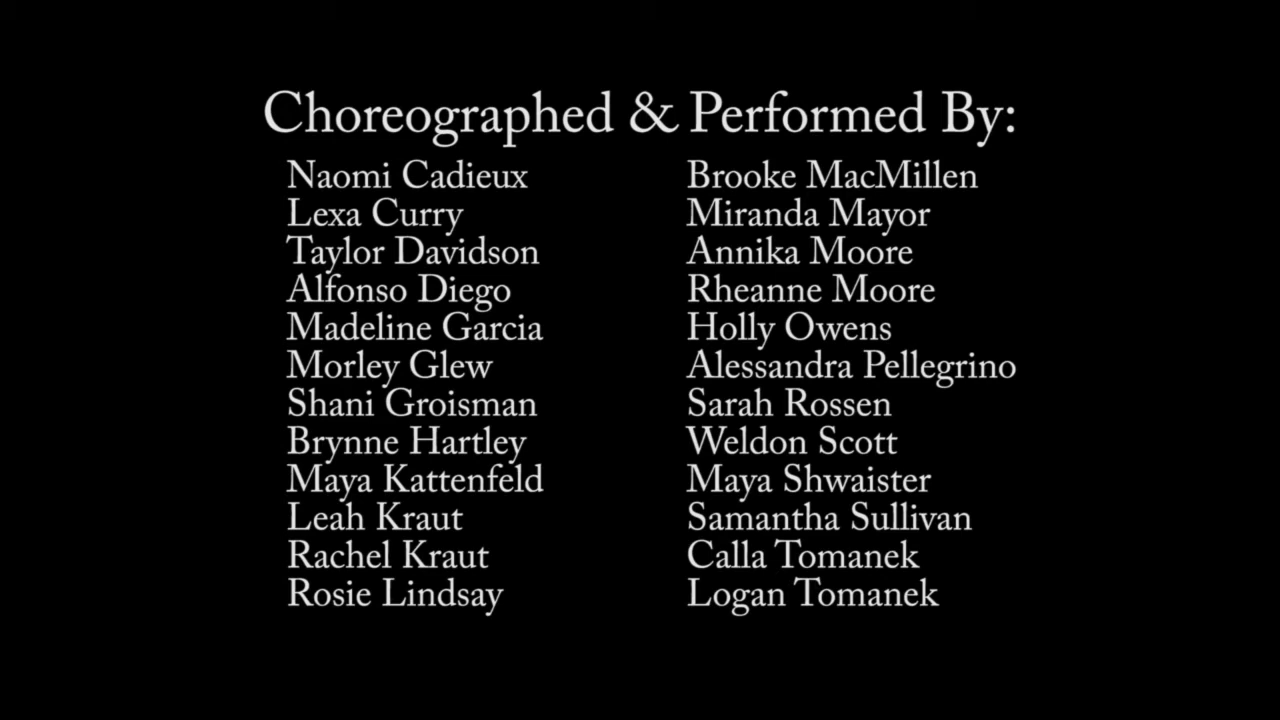 Choreographed & Performed By:
Naomi Cadieux
Lexa Curry
Taylor Davidson
Alfonso Diego
Madeline Garcia
Morley Glew
Shani Groisman
Brynne Hartley
Maya Kattenfeld
Leah Kraut
Rachel Kraut
Rosie Lindsay
Brooke MacMillen
Miranda Mayor
Annika Moore
Rheanne Moore
Holly Owens
Alessandra Pellegrino
Sarah Rossen
Weldon Scott
Maya Shwaister
Samantha Sullivan
Calla Tomanek
Logan Tomanek